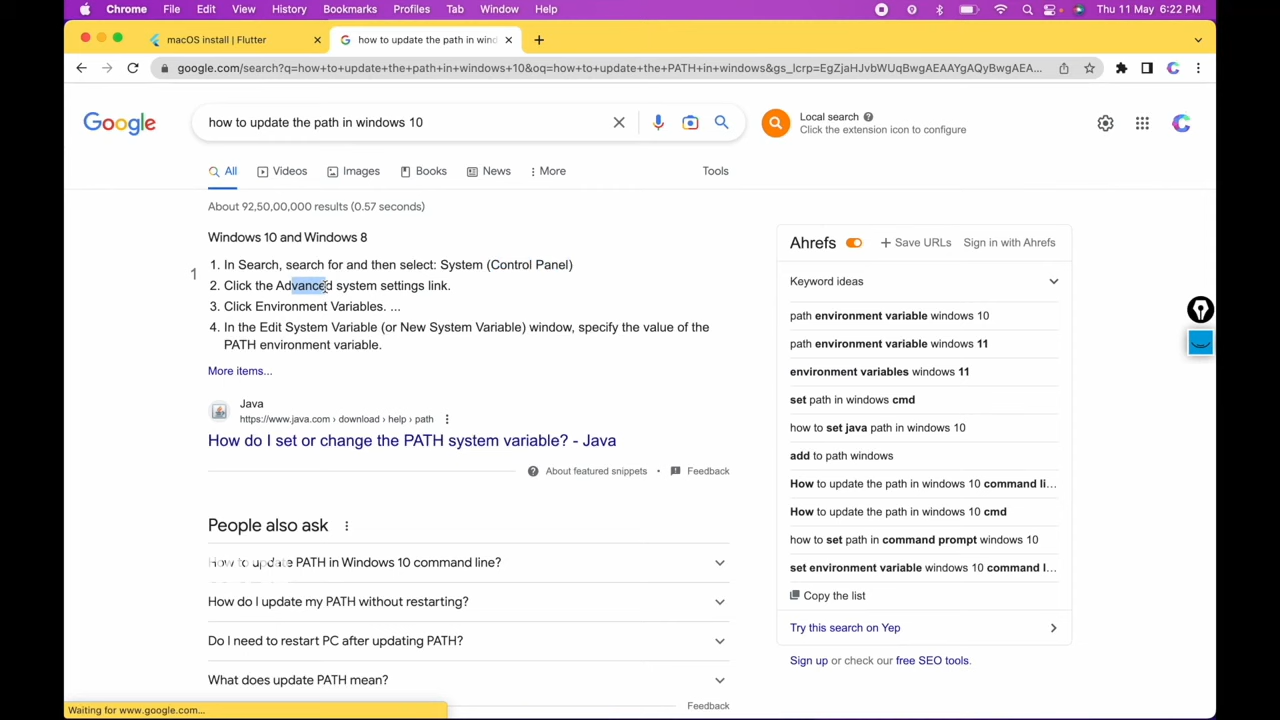 Chrome File Edit View History Bookmarks Profiles Tab Window Help Thu 11 May 6:22 PM
macOS install | Flutter how to update the path in wind
google.com/search?q=how+to+update+the+path+in+windows+10&oq=how+to+update+the+PATH+in+windows&gs_lcrp=EgZjaHJvbWUqBwgAEAAYgAQyBwgAEA...
Google how to update the path in windows 10 Local search
Click the extension icon to configure
All Videos Images Books News More Tools
About 92,50,00,000 results (0.57 seconds)
Windows 10 and Windows 8
1
1. In Search, search for and then select: System (Control Panel)
2. Click the Advanced system settings link.
3. Click Environment Variables. ...
4. In the Edit System Variable (or New System Variable) window, specify the value of the
PATH environment variable.
More items...
Java
https://www.java.com › download › help › path
How do I set or change the PATH system variable? - Java
About featured snippets • Feedback
People also ask
How to update PATH in Windows 10 command line?
How do I update my PATH without restarting?
Do I need to restart PC after updating PATH?
What does update PATH mean?
Feedback
Ahrefs + Save URLs Sign in with Ahrefs
Keyword ideas
path environment variable windows 10
path environment variable windows 11
environment variables windows 11
set path in windows cmd
how to set java path in windows 10
add to path windows
How to update the path in windows 10 command li...
How to update the path in windows 10 cmd
how to set path in command prompt windows 10
set environment variable windows 10 command l...
Copy the list
Try this search on Yep
Sign up or check our free SEO tools.
Waiting for www.google.com...